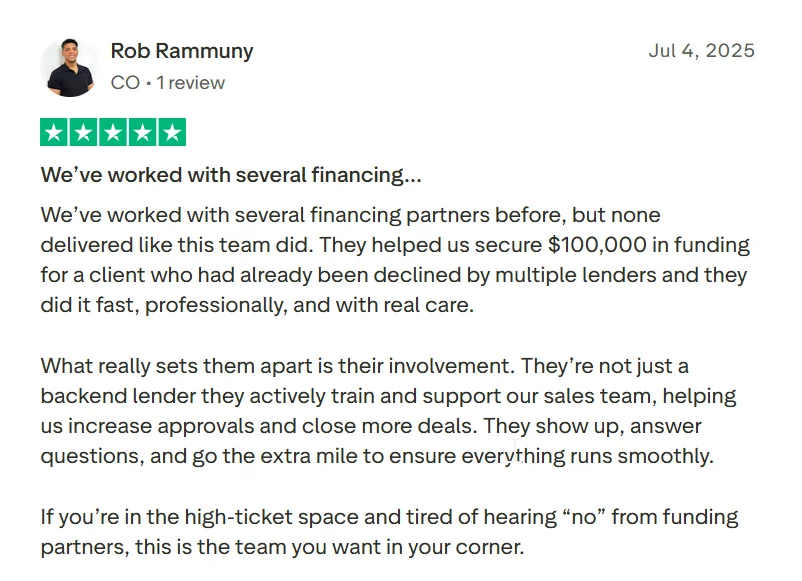 Rob Rammuny
Jul 4, 2025
CO • 1 review
We’ve worked with several financing...
We’ve worked with several financing partners before, but none
delivered like this team did. They helped us secure $100,000 in funding
for a client who had already been declined by multiple lenders and they
did it fast, professionally, and with real care.
What really sets them apart is their involvement. They’re not just a
backend lender they actively train and support our sales team, helping
us increase approvals and close more deals. They show up, answer
questions, and go the extra mile to ensure everything runs smoothly.
If you’re in the high-ticket space and tired of hearing “no” from funding
partners, this is the team you want in your corner.